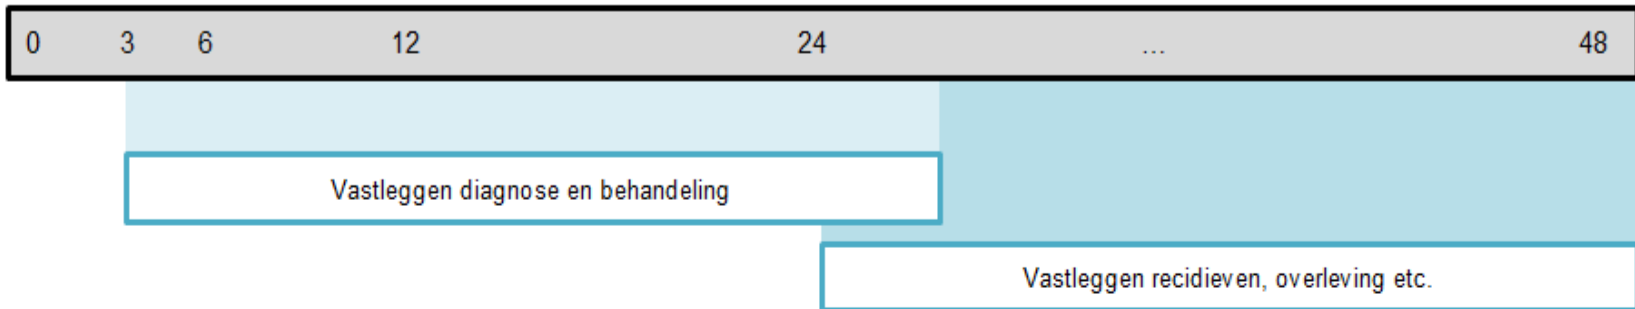 0 3 6 12 24 ... 48
Vastleggen diagnose en behandeling
Vastleggen recidieven, overleving etc.